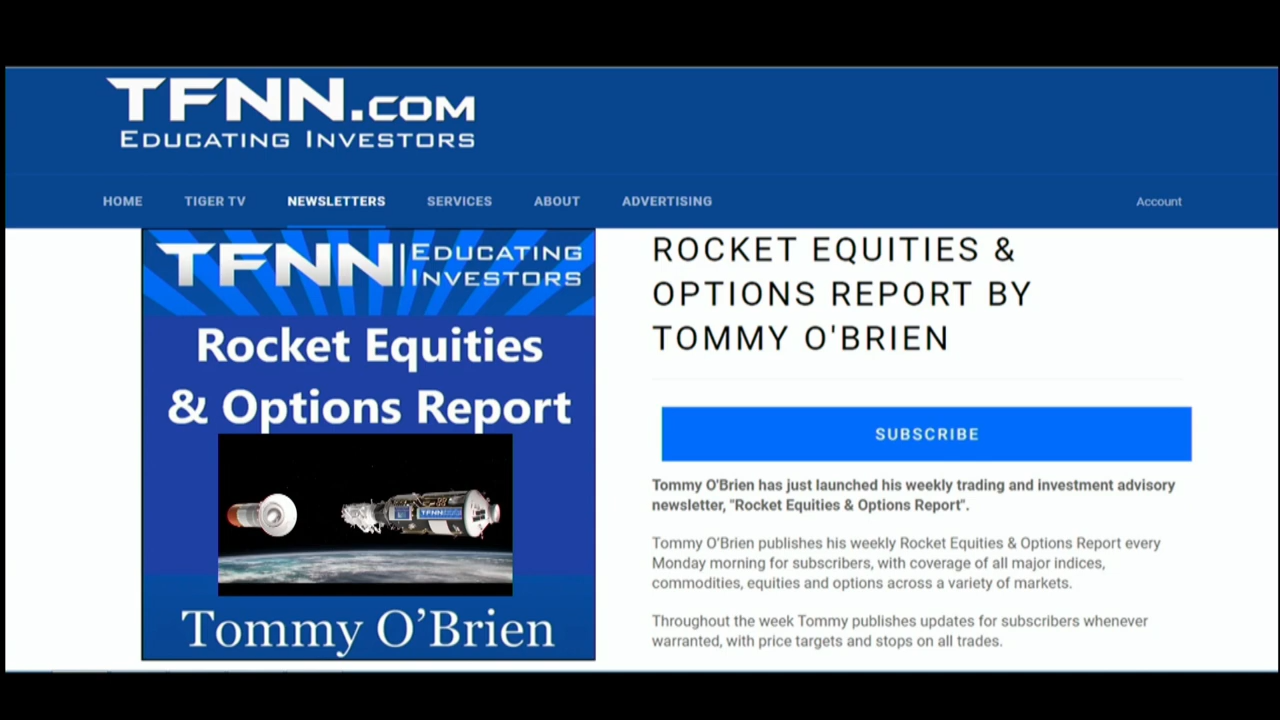 TFNN.COM
EDUCATING INVESTORS
HOME TIGER TV NEWSLETTERS SERVICES ABOUT ADVERTISING Account
TFNN EDUCATING
INVESTORS
Rocket Equities
& Options Report
TFNN
Tommy O’Brien
ROCKET EQUITIES &
OPTIONS REPORT BY
TOMMY O'BRIEN
SUBSCRIBE
Tommy O'Brien has just launched his weekly trading and investment advisory
newsletter, "Rocket Equities & Options Report".
Tommy O’Brien publishes his weekly Rocket Equities & Options Report every
Monday morning for subscribers, with coverage of all major indices,
commodities, equities and options across a variety of markets.
Throughout the week Tommy publishes updates for subscribers whenever
warranted, with price targets and stops on all trades.